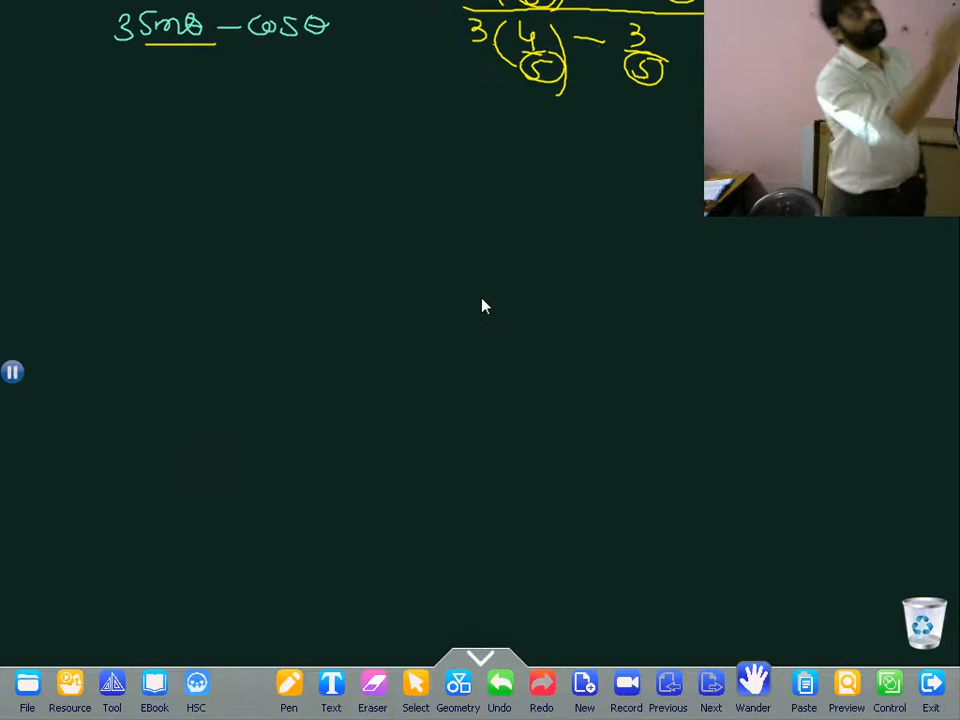 3 sinθ - cosθ
3(4/5) - 3/5
File Resource Tool EBook HSC Pen Text Eraser Select Geometry Undo Redo New Record Previous Next Wander Paste Preview Control Exit